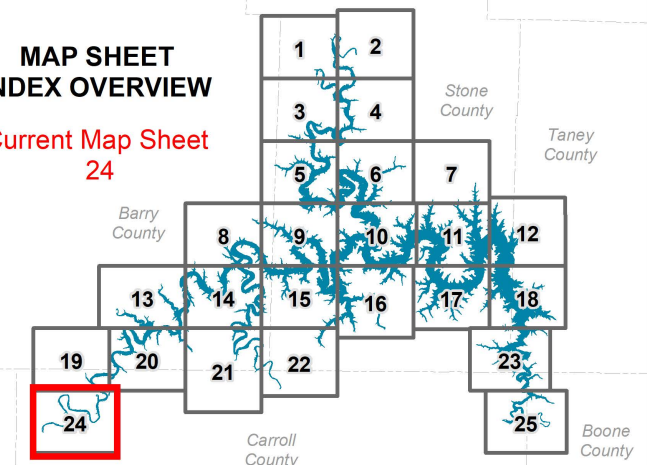 MAP SHEET
NDEX OVERVIEW
Current Map Sheet
24
1
2
3
4
Stone
County
Taney
County
5
6
7
Barry
County
8
9
10
11
12
13
14
15
16
17
18
19
20
21
22
23
24
25
Carroll
County
Boone
County